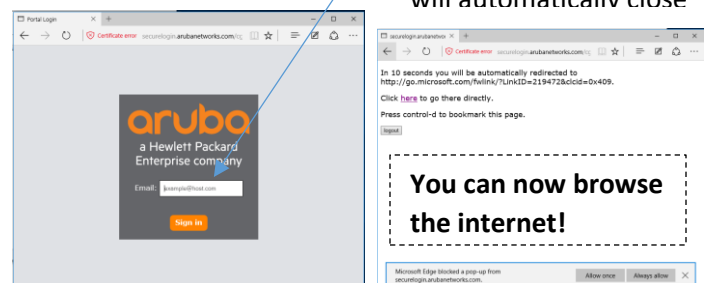 will automatically close
Portal Login
Certificate error securelogin.arubanetworks.com/cg
aruba
a Hewlett Packard
Enterprise company
Email: example@host.com
Sign in
securelogin.arubanetwor
Certificate error securelogin.arubanetworks.com/cg
In 10 seconds you will be automatically redirected to
http://go.microsoft.com/fwlink/?LinkID=219472&clcid=0x409.
Click here to go there directly.
Press control-d to bookmark this page.
logout
You can now browse
the internet!
Microsoft Edge blocked a pop-up from
securelogin.arubanetworks.com.
Allow once
Always allow